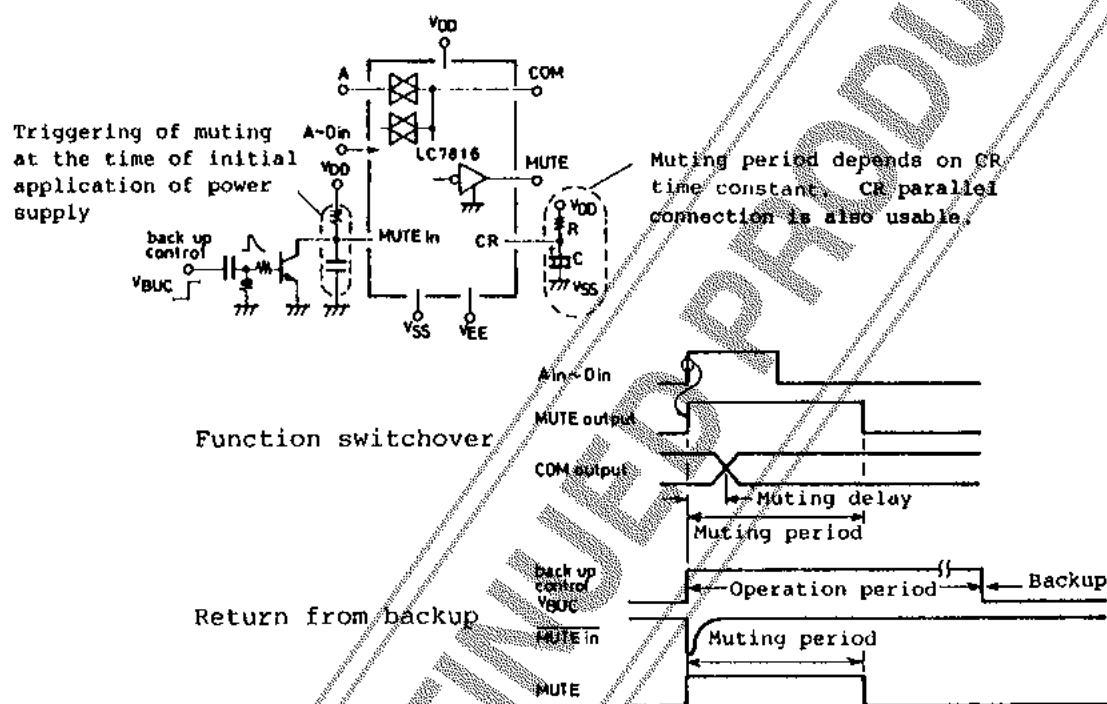 VDD
A
COM
Triggering of muting
at the time of initial
application of power
supply
A~Din
LC7816
MUTE
VDD
MUTE in
CR
Muting period depends on CR
time constant. CR parallel
connection is also usable.
VDD
R
C
VSS
back up
control
VBUC
VSS
VEE
Function switchover
Ain~Din
MUTE output
COM output
Muting delay
Muting period
Return from backup
back up
control
VBUC
Operation period
Backup
MUTE in
Muting period
MUTE
TINUED PRODU